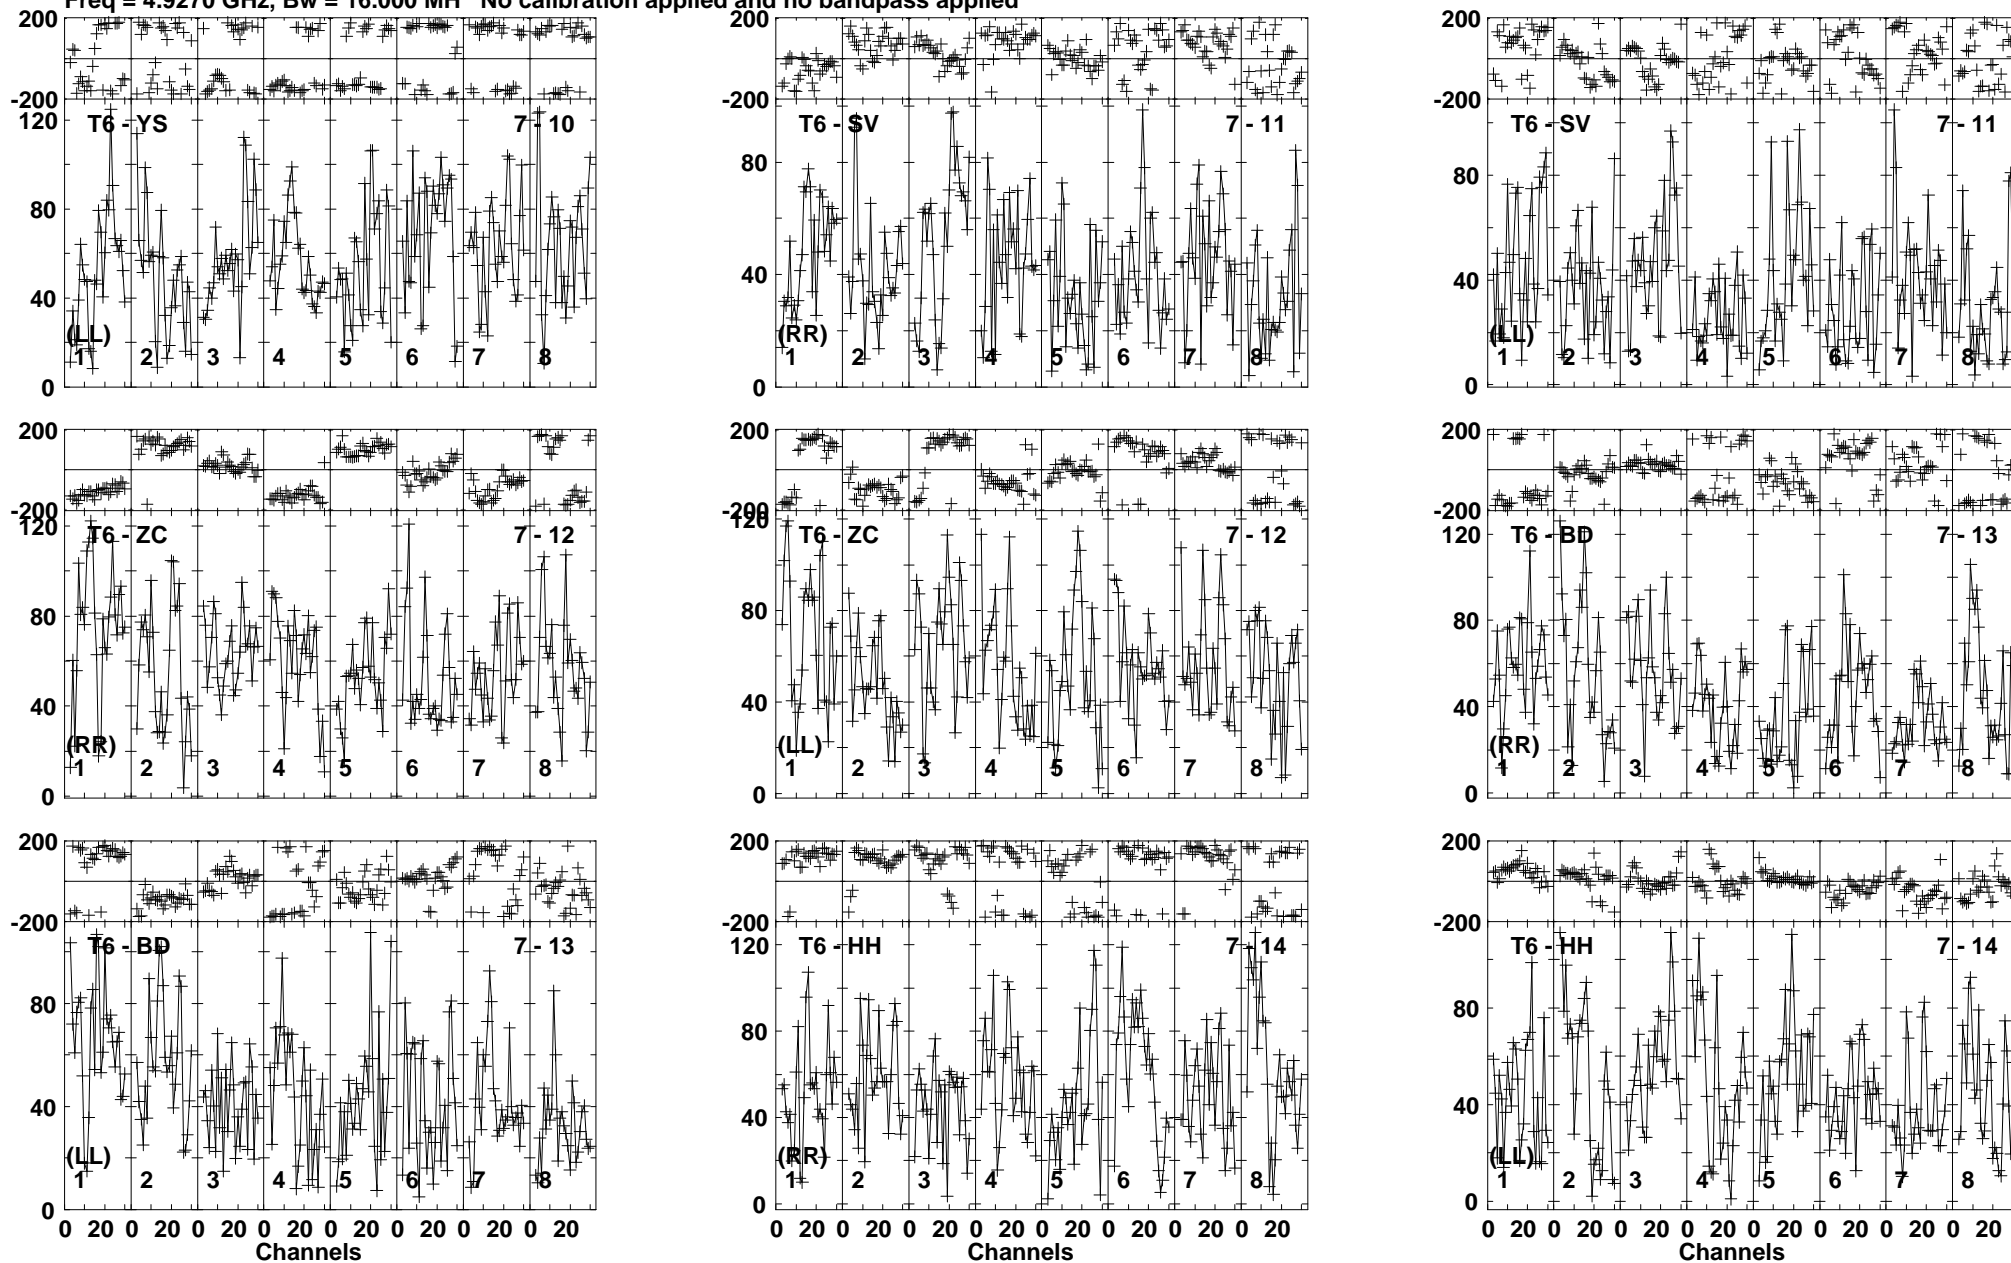 Freq = 4.9270 GHz, Bw = 16.000 MH No calibration applied and no bandpass applied
200 200 200
-200 -200 -200
120 T6 - YS 7 - 10 T6 - SV 7 - 11 T6 - SV 7 - 11
80 80 80
40 40 40
(LL) (RR) (LL)
1 2 3 4 5 6 7 8 1 2 3 4 5 6 7 8 1 2 3 4 5 6 7 8
0 0 0
200 200 200
-200 -200 -200
120 T6 - ZC 7 - 12 120 T6 - ZC 7 - 12 120 T6 - BD 7 - 13
80 80 80
40 40 40
(RR) (LL) (RR)
1 2 3 4 5 6 7 8 1 2 3 4 5 6 7 8 1 2 3 4 5 6 7 8
0 0 0
200 200 200
-200 -200 -200
T6 - BD 7 - 13 120 T6 - HH 7 - 14 T6 - HH 7 - 14
80 80 80
40 40 40
(LL) (RR) (LL)
1 2 3 4 5 6 7 8 1 2 3 4 5 6 7 8 1 2 3 4 5 6 7 8
0 0 0
0 20 0 20 0 20 0 20 0 20 0 20 0 20 0 20 0 20 0 20 0 20 0 20 0 20 0 20 0 20 0 20 0 20 0 20 0 20 0 20 0 20 0 20 0 20 0 20
Channels Channels Channels